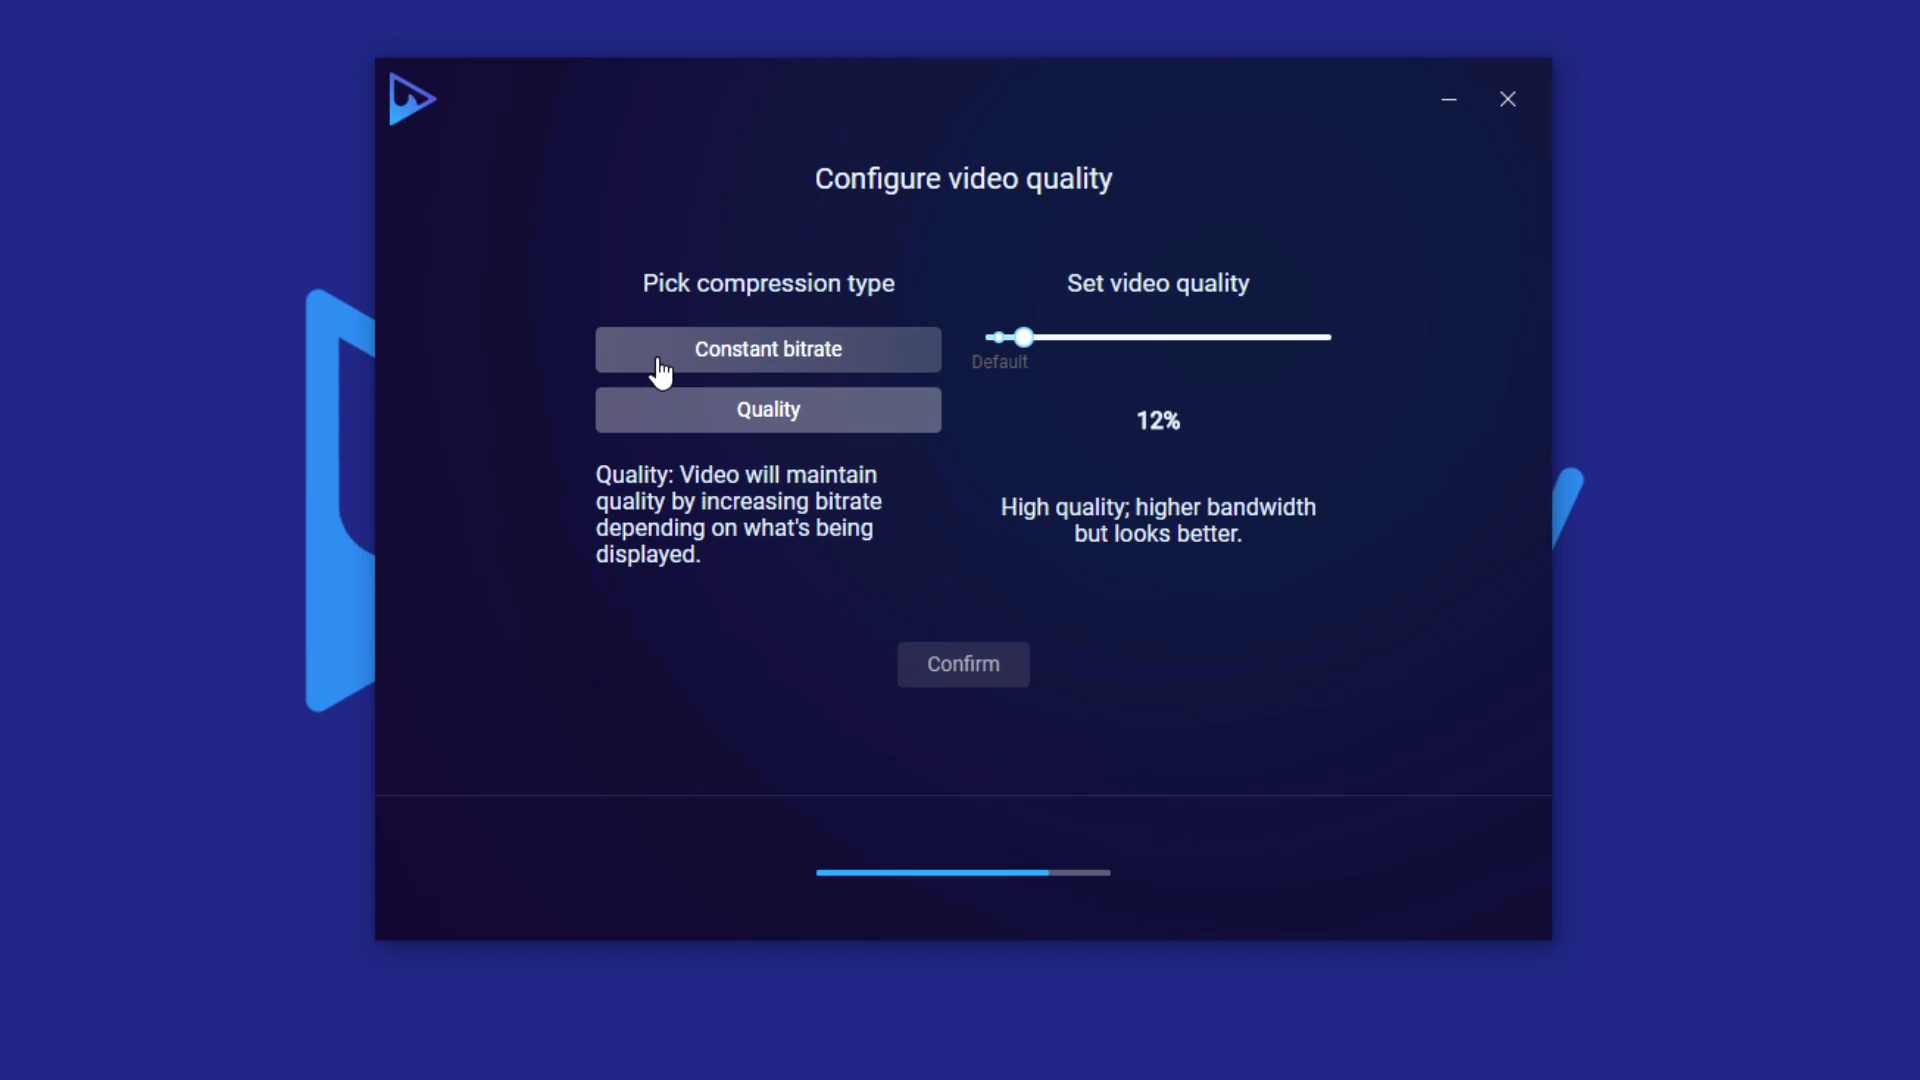 Configure video quality
Pick compression type
Set video quality
Constant bitrate
Default
Quality
12%
Quality: Video will maintain
quality by increasing bitrate
depending on what's being
displayed.
High quality; higher bandwidth
but looks better.
Confirm